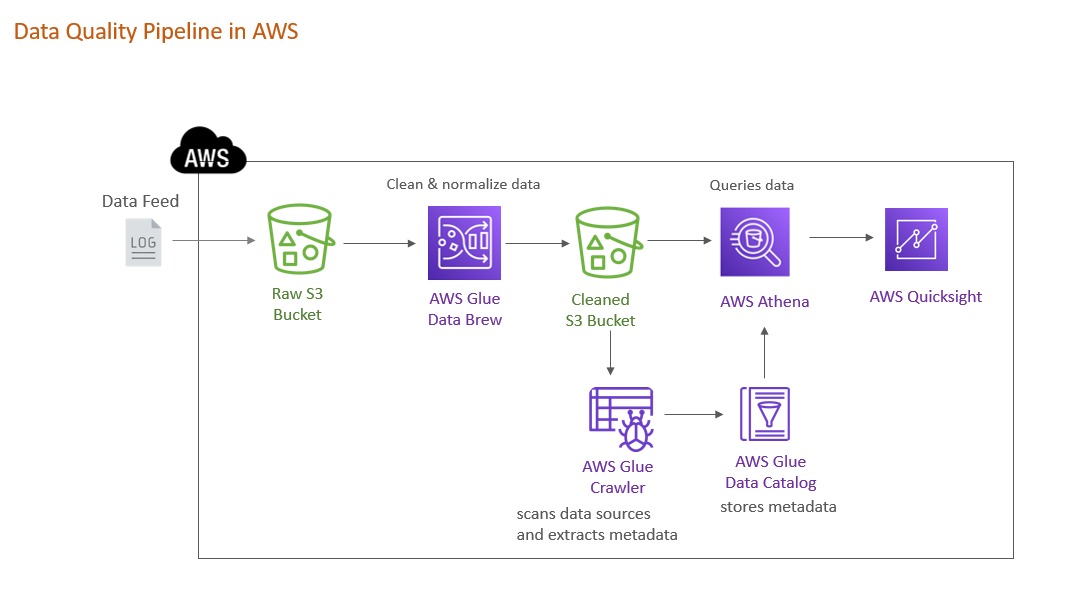 Data Quality Pipeline in AWS
AWS
Data Feed
LOG
Clean & normalize data
Queries data
Raw S3
Bucket
AWS Glue
Data Brew
Cleaned
S3 Bucket
AWS Athena
AWS Quicksight
AWS Glue
Crawler
scans data sources
and extracts metadata
AWS Glue
Data Catalog
stores metadata